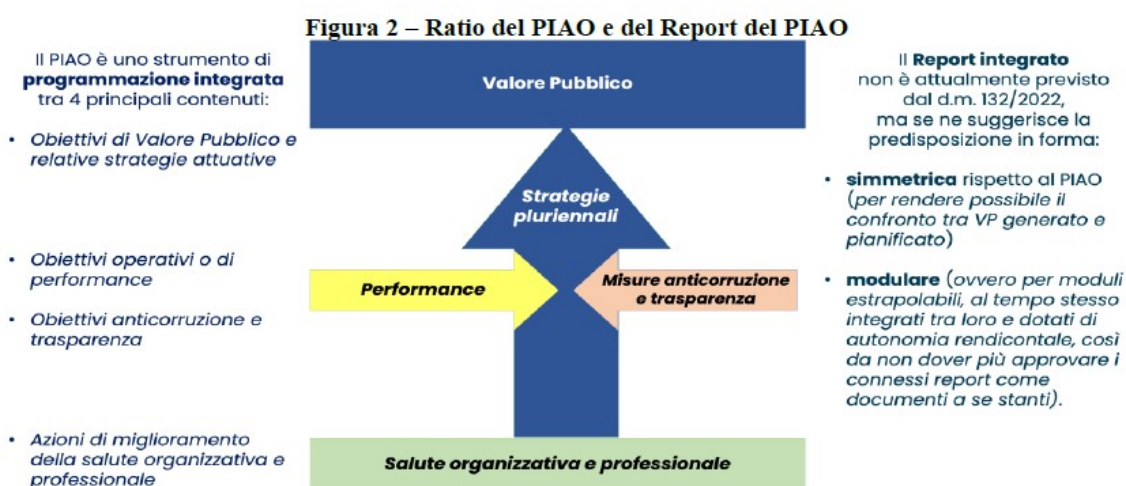 Figura 2 – Ratio del PIAO e del Report del PIAO
Il PIAO è uno strumento di
programmazione integrata
tra 4 principali contenuti:
• Obiettivi di Valore Pubblico e
relative strategie attuative
• Obiettivi operativi o di
performance
• Obiettivi anticorruzione e
trasparenza
• Azioni di miglioramento
della salute organizzativa e
professionale
Valore Pubblico
Strategie
pluriennali
Performance
Misure anticorruzione
e trasparenza
Salute organizzativa e professionale
Il Report integrato
non è attualmente previsto
dal d.m. 132/2022,
ma se ne suggerisce la
predisposizione in forma:
• simmetrica rispetto al PIAO
(per rendere possibile il
confronto tra VP generato e
pianificato)
• modulare (ovvero per moduli
estrapolabili, al tempo stesso
integrati tra loro e dotati di
autonomia rendicontale, così
da non dover più approvare i
connessi report come
documenti a se stanti).